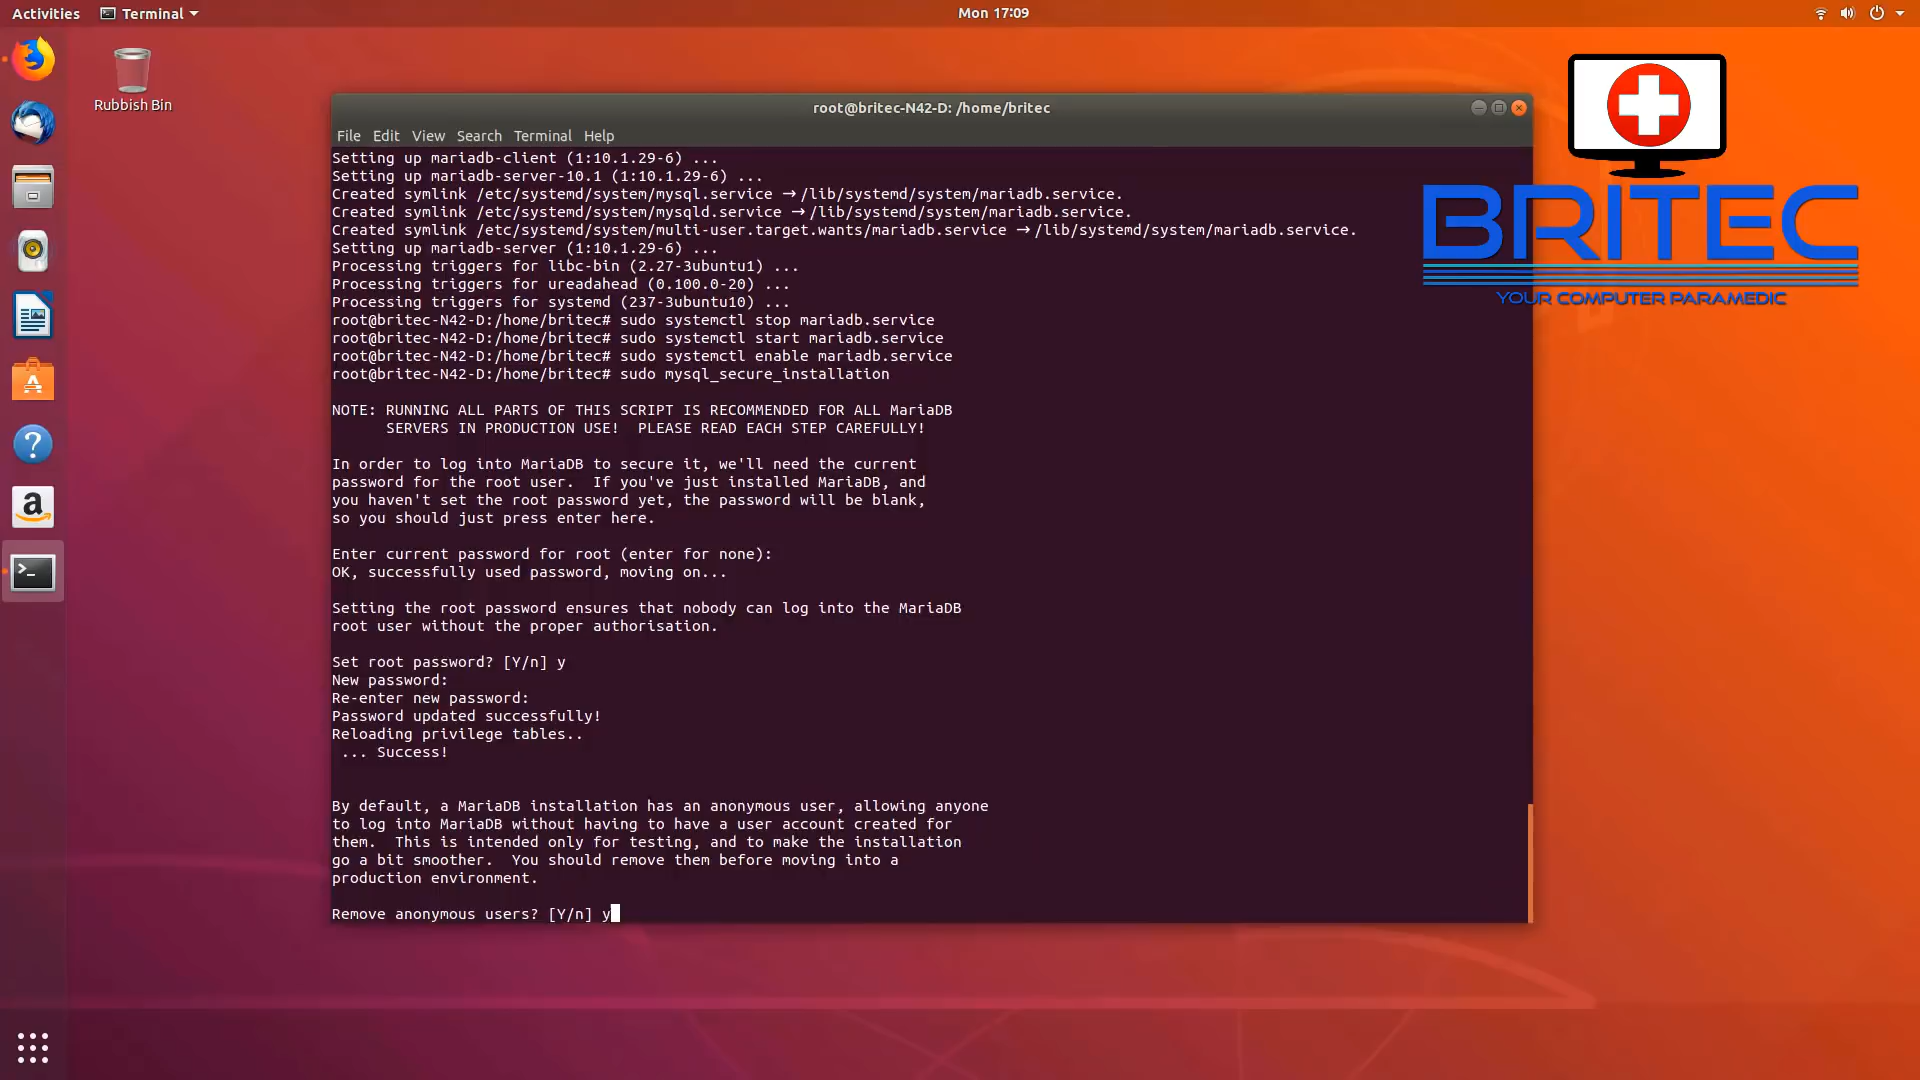 Activities
Terminal
Mon 17:09
Rubbish Bin
root@britec-N42-D: /home/britec
File Edit View Search Terminal Help
Setting up mariadb-client (1:10.1.29-6) ...
Setting up mariadb-server-10.1 (1:10.1.29-6) ...
Created symlink /etc/systemd/system/mysql.service → /lib/systemd/system/mariadb.service.
Created symlink /etc/systemd/system/mysqld.service → /lib/systemd/system/mariadb.service.
Created symlink /etc/systemd/system/multi-user.target.wants/mariadb.service → /lib/systemd/system/mariadb.service.
Setting up mariadb-server (1:10.1.29-6) ...
Processing triggers for libc-bin (2.27-3ubuntu1) ...
Processing triggers for ureadahead (0.100.0-20) ...
Processing triggers for systemd (237-3ubuntu10) ...
root@britec-N42-D:/home/britec# sudo systemctl stop mariadb.service
root@britec-N42-D:/home/britec# sudo systemctl start mariadb.service
root@britec-N42-D:/home/britec# sudo systemctl enable mariadb.service
root@britec-N42-D:/home/britec# sudo mysql_secure_installation
NOTE: RUNNING ALL PARTS OF THIS SCRIPT IS RECOMMENDED FOR ALL MariaDB
SERVERS IN PRODUCTION USE!  PLEASE READ EACH STEP CAREFULLY!
In order to log into MariaDB to secure it, we'll need the current
password for the root user.  If you've just installed MariaDB, and
you haven't set the root password yet, the password will be blank,
so you should just press enter here.
Enter current password for root (enter for none):
OK, successfully used password, moving on...
Setting the root password ensures that nobody can log into the MariaDB
root user without the proper authorisation.
Set root password? [Y/n] y
New password:
Re-enter new password:
Password updated successfully!
Reloading privilege tables..
... Success!
By default, a MariaDB installation has an anonymous user, allowing anyone
to log into MariaDB without having to have a user account created for
them.  This is intended only for testing, and to make the installation
go a bit smoother.  You should remove them before moving into a
production environment.
Remove anonymous users? [Y/n] y
BRITEC
YOUR COMPUTER PARAMEDIC